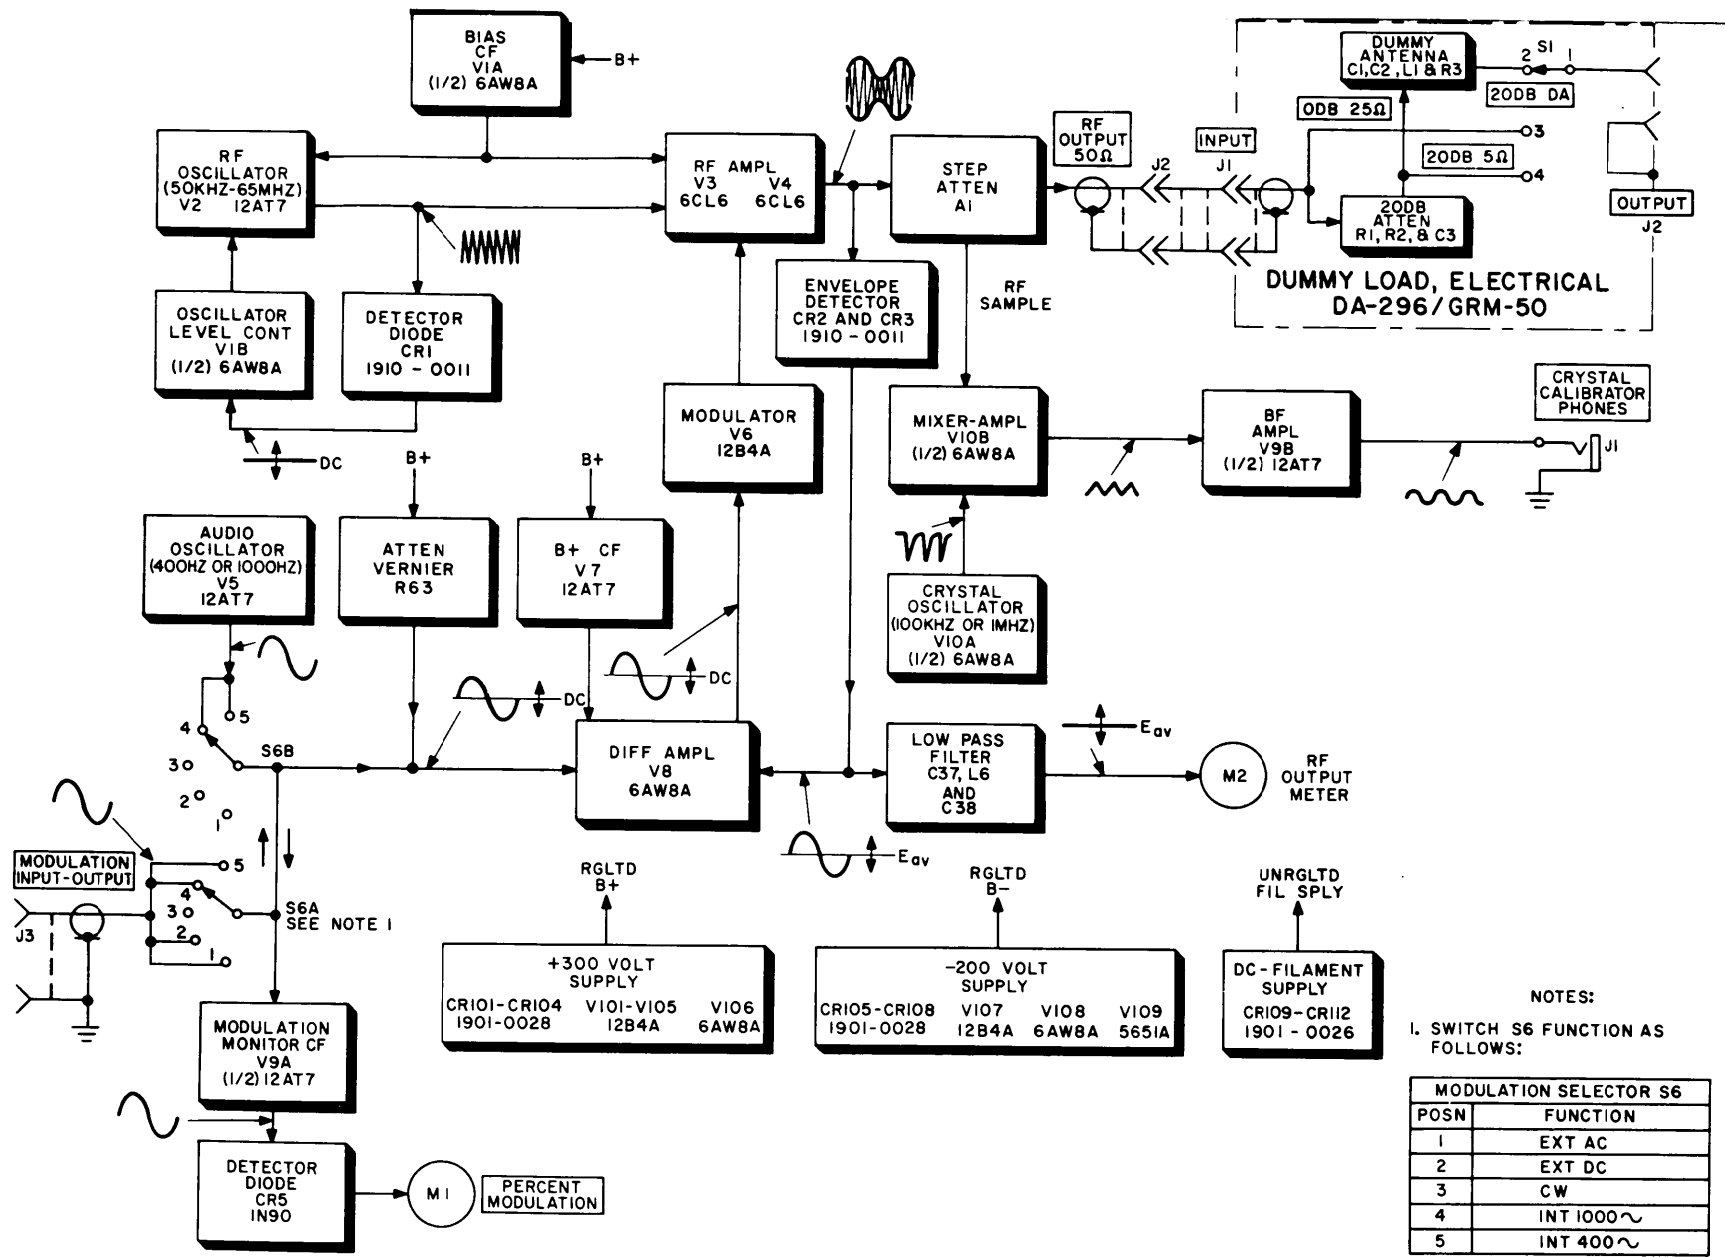 BIAS
CF
V1A
(1/2) 6AW8A
B+
RF
OSCILLATOR
(50KHZ-65MHZ)
V2 12AT7
RF AMPL
V3 V4
6CL6 6CL6
STEP
ATTEN
A1
RF
OUTPUT
50Ω
J2
INPUT
J1
DUMMY
ANTENNA
C1, C2, L1 & R3
2 S1 1
20DB DA
0DB 25Ω
3
20DB 5Ω
4
20DB
ATTEN
R1, R2, & C3
OUTPUT
J2
DUMMY LOAD, ELECTRICAL
DA-296/GRM-50
OSCILLATOR
LEVEL CONT
V1B
(1/2) 6AW8A
DETECTOR
DIODE
CR1
1910 - 0011
DC
ENVELOPE
DETECTOR
CR2 AND CR3
1910 - 0011
RF
SAMPLE
MODULATOR
V6
12B4A
MIXER-AMPL
V10B
(1/2) 6AW8A
BF
AMPL
V9B
(1/2) 12AT7
CRYSTAL
CALIBRATOR
PHONES
J1
B+
B+
AUDIO
OSCILLATOR
(400HZ OR 1000HZ)
V5
12AT7
ATTEN
VERNIER
R63
B+ CF
V7
12AT7
CRYSTAL
OSCILLATOR
(100KHZ OR 1MHZ)
V10A
(1/2) 6AW8A
DC
DC
5
4
3
2
1
S6B
DIFF AMPL
V8
6AW8A
LOW PASS
FILTER
C37, L6
AND
C38
Eav
M2
RF
OUTPUT
METER
Eav
MODULATION
INPUT-OUTPUT
J3
5
4
3
2
1
S6A
SEE NOTE 1
RGLTD
B+
+300 VOLT
SUPPLY
CR101-CR104 V101-V105 V106
1901-0028 12B4A 6AW8A
RGLTD
B-
-200 VOLT
SUPPLY
CR105-CR108 V107 V108 V109
1901-0028 12B4A 6AW8A 5651A
UNRGLTD
FIL SPLY
DC-FILAMENT
SUPPLY
CR109-CR112
1901 - 0026
MODULATION
MONITOR CF
V9A
(1/2) 12AT7
DETECTOR
DIODE
CR5
1N90
M1
PERCENT
MODULATION
NOTES:
1. SWITCH S6 FUNCTION AS
FOLLOWS:
MODULATION SELECTOR S6
POSN FUNCTION
1 EXT AC
2 EXT DC
3 CW
4 INT 1000~
5 INT 400~